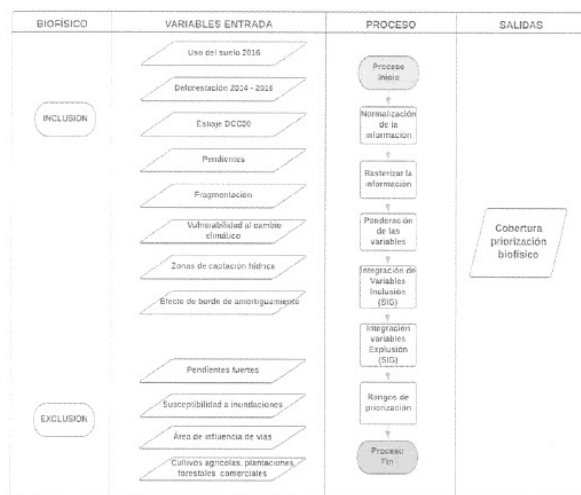 BIOFÍSICO
VARIABLES ENTRADA
PROCESO
SALIDAS
INCLUSION
Uso del suelo 2016
Deforestación 2014 - 2016
Estiaje DCC30
Pendientes
Fragmentación
Vulnerabilidad al cambio
climático
Zonas de captación hídrica
Efecto de borde de amortiguamiento
EXCLUSION
Pendientes fuertes
Susceptibilidad a inundaciones
Área de influencia de vías
Cultivos agrícolas, plantaciones
forestales comerciales
Proceso
Inicio
Normalización
de la
información
Rasterizar la
información
Ponderación
de las
variables
Integración de
Variables
Inclusión
(SIG)
Integración
variables
Explusión
(SIG)
Rangos de
priorización
Proceso
Fin
Cobertura
priorización
biofísico